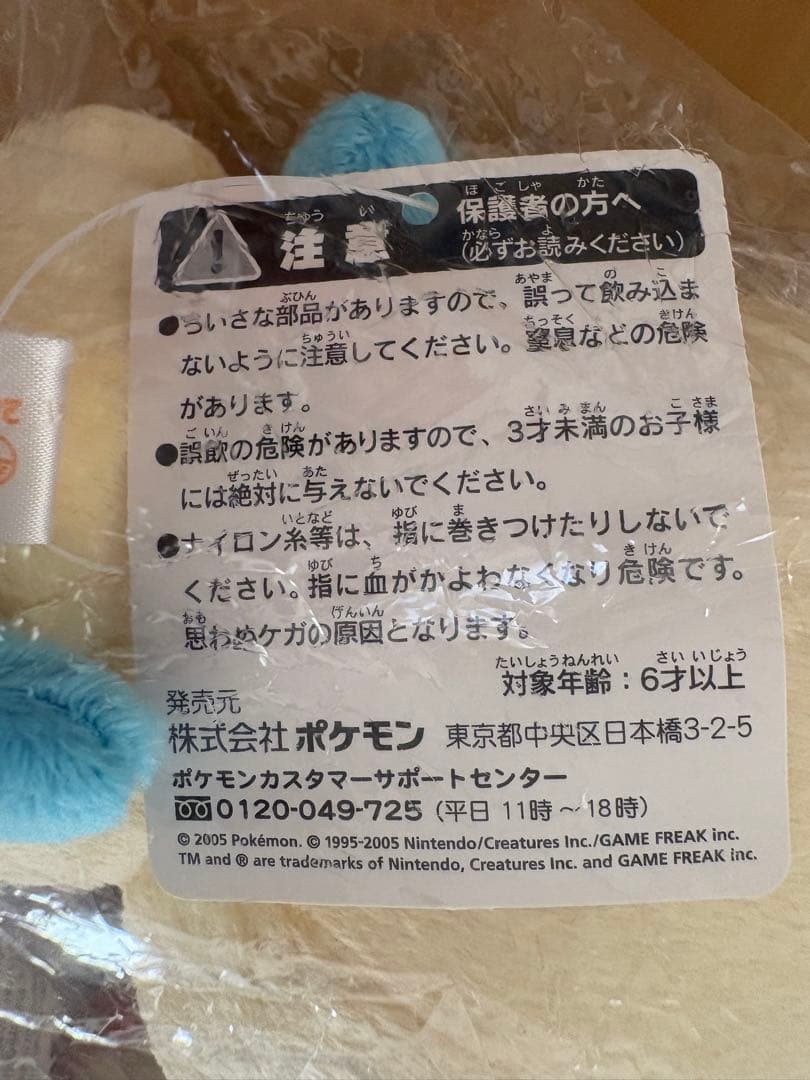 注意
保護者の方へ
(必ずお読みください)
●ちいさな部品がありますので、誤って飲み込ま
ないように注意してください。窒息などの危険
があります。
●誤飲の危険がありますので、3才未満のお子様
には絶対に与えないでください。
●ナイロン糸等は、指に巻きつけたりしないで
ください。指に血がかよわなくなり危険です。
思わぬケガの原因となります。
対象年齢：6才以上
発売元
株式会社 ポケモン 東京都中央区日本橋3-2-5
ポケモンカスタマーサポートセンター
0120-049-725 (平日 11時～18時)
© 2005 Pokémon. © 1995-2005 Nintendo/Creatures Inc./GAME FREAK inc.
TM and ® are trademarks of Nintendo, Creatures Inc. and GAME FREAK inc.